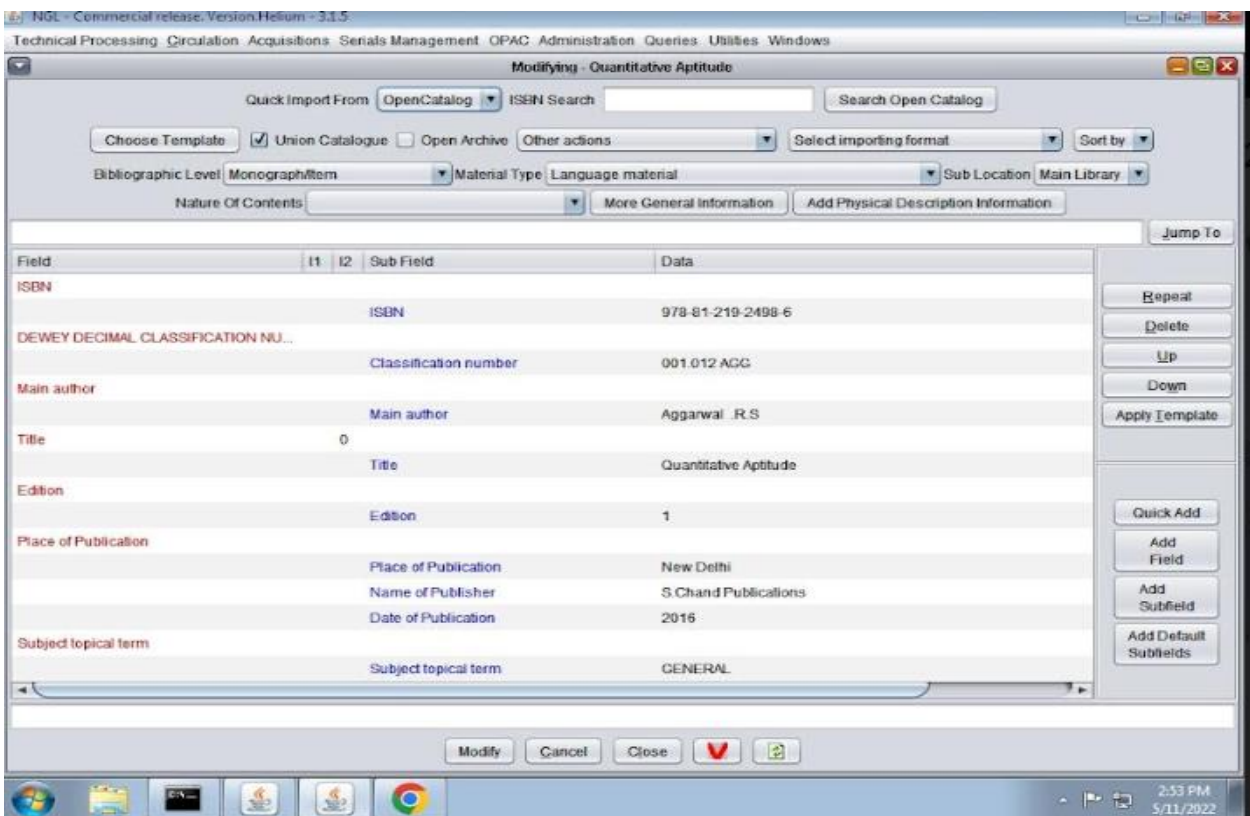 NGL - Commercial release. Version.Helium - 3.1.5
Technical Processing Circulation Acquisitions Serials Management OPAC Administration Queries Utilities Windows
Modifying - Quantitative Aptitude
Quick Import From OpenCatalog ISBN Search Search Open Catalog
Choose Template Union Catalogue Open Archive Other actions Select importing format Sort by
Bibliographic Level Monograph/Item Material Type Language material Sub Location Main Library
Nature Of Contents More General Information Add Physical Description Information
Jump To
Field I1 I2 Sub Field Data
ISBN
ISBN 978-81-219-2498-6
DEWEY DECIMAL CLASSIFICATION NU...
Classification number 001.012 AGG
Main author
Main author Aggarwal .R.S
Title 0
Title Quantitative Aptitude
Edition
Edition 1
Place of Publication
Place of Publication New Delhi
Name of Publisher S.Chand Publications
Date of Publication 2016
Subject topical term
Subject topical term GENERAL
Repeat
Delete
Up
Down
Apply Template
Quick Add
Add
Field
Add
Subfield
Add Default
Subfields
Modify Cancel Close
2:53 PM
5/11/2022